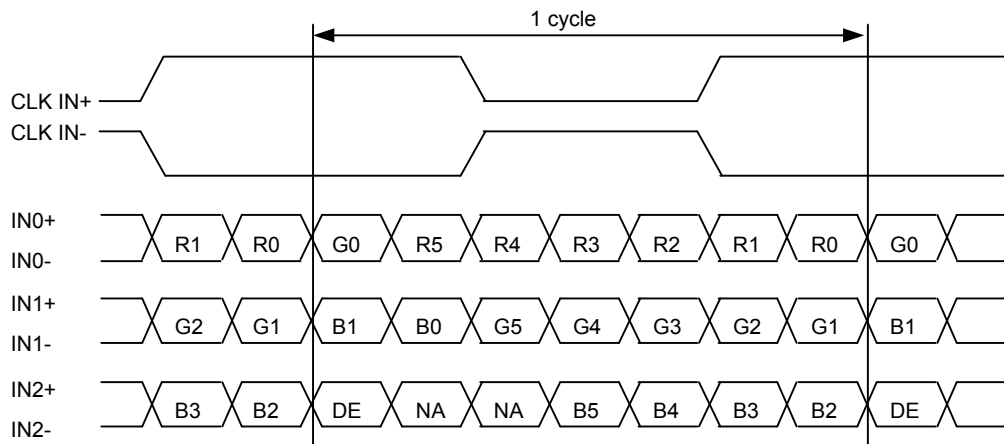 1 cycle
CLK IN+
CLK IN-
IN0+
R1 R0 G0 R5 R4 R3 R2 R1 R0 G0
IN0-
IN1+
G2 G1 B1 B0 G5 G4 G3 G2 G1 B1
IN1-
IN2+
B3 B2 DE NA NA B5 B4 B3 B2 DE
IN2-